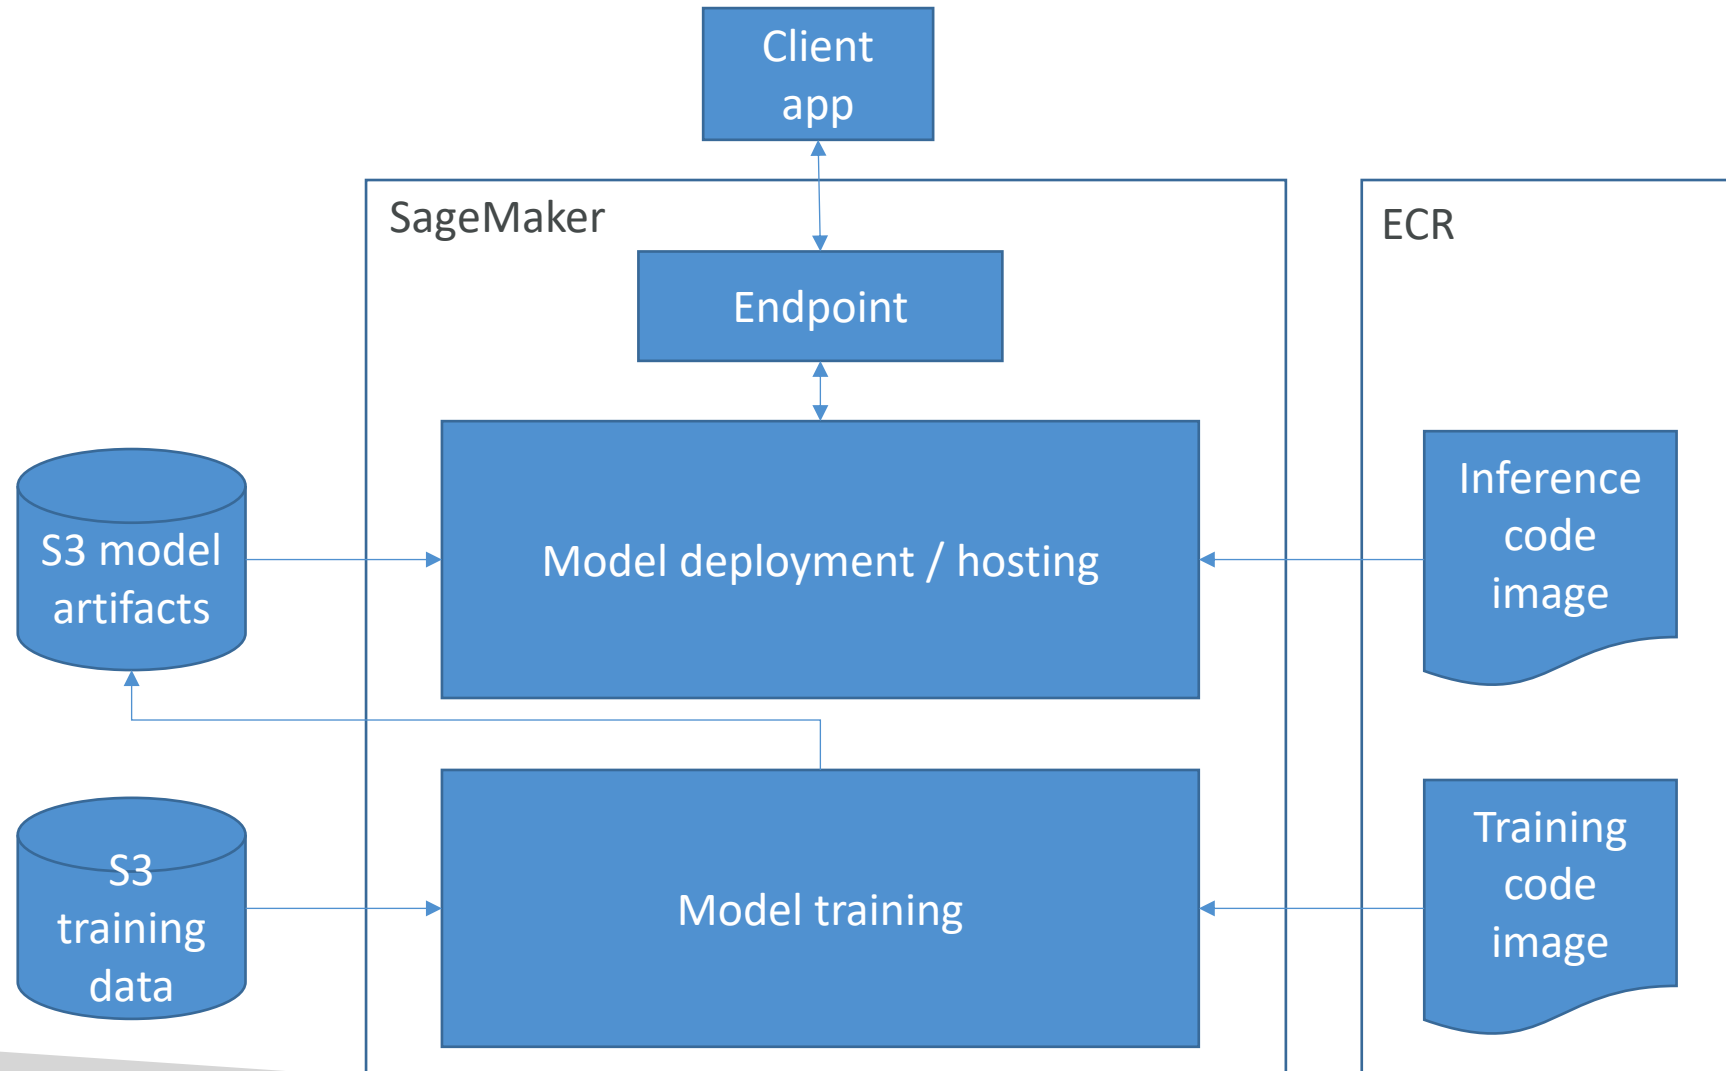 Client
app
SageMaker
ECR
Endpoint
S3 model
artifacts
Model deployment / hosting
Inference
code
image
S3
training
data
Model training
Training
code
image